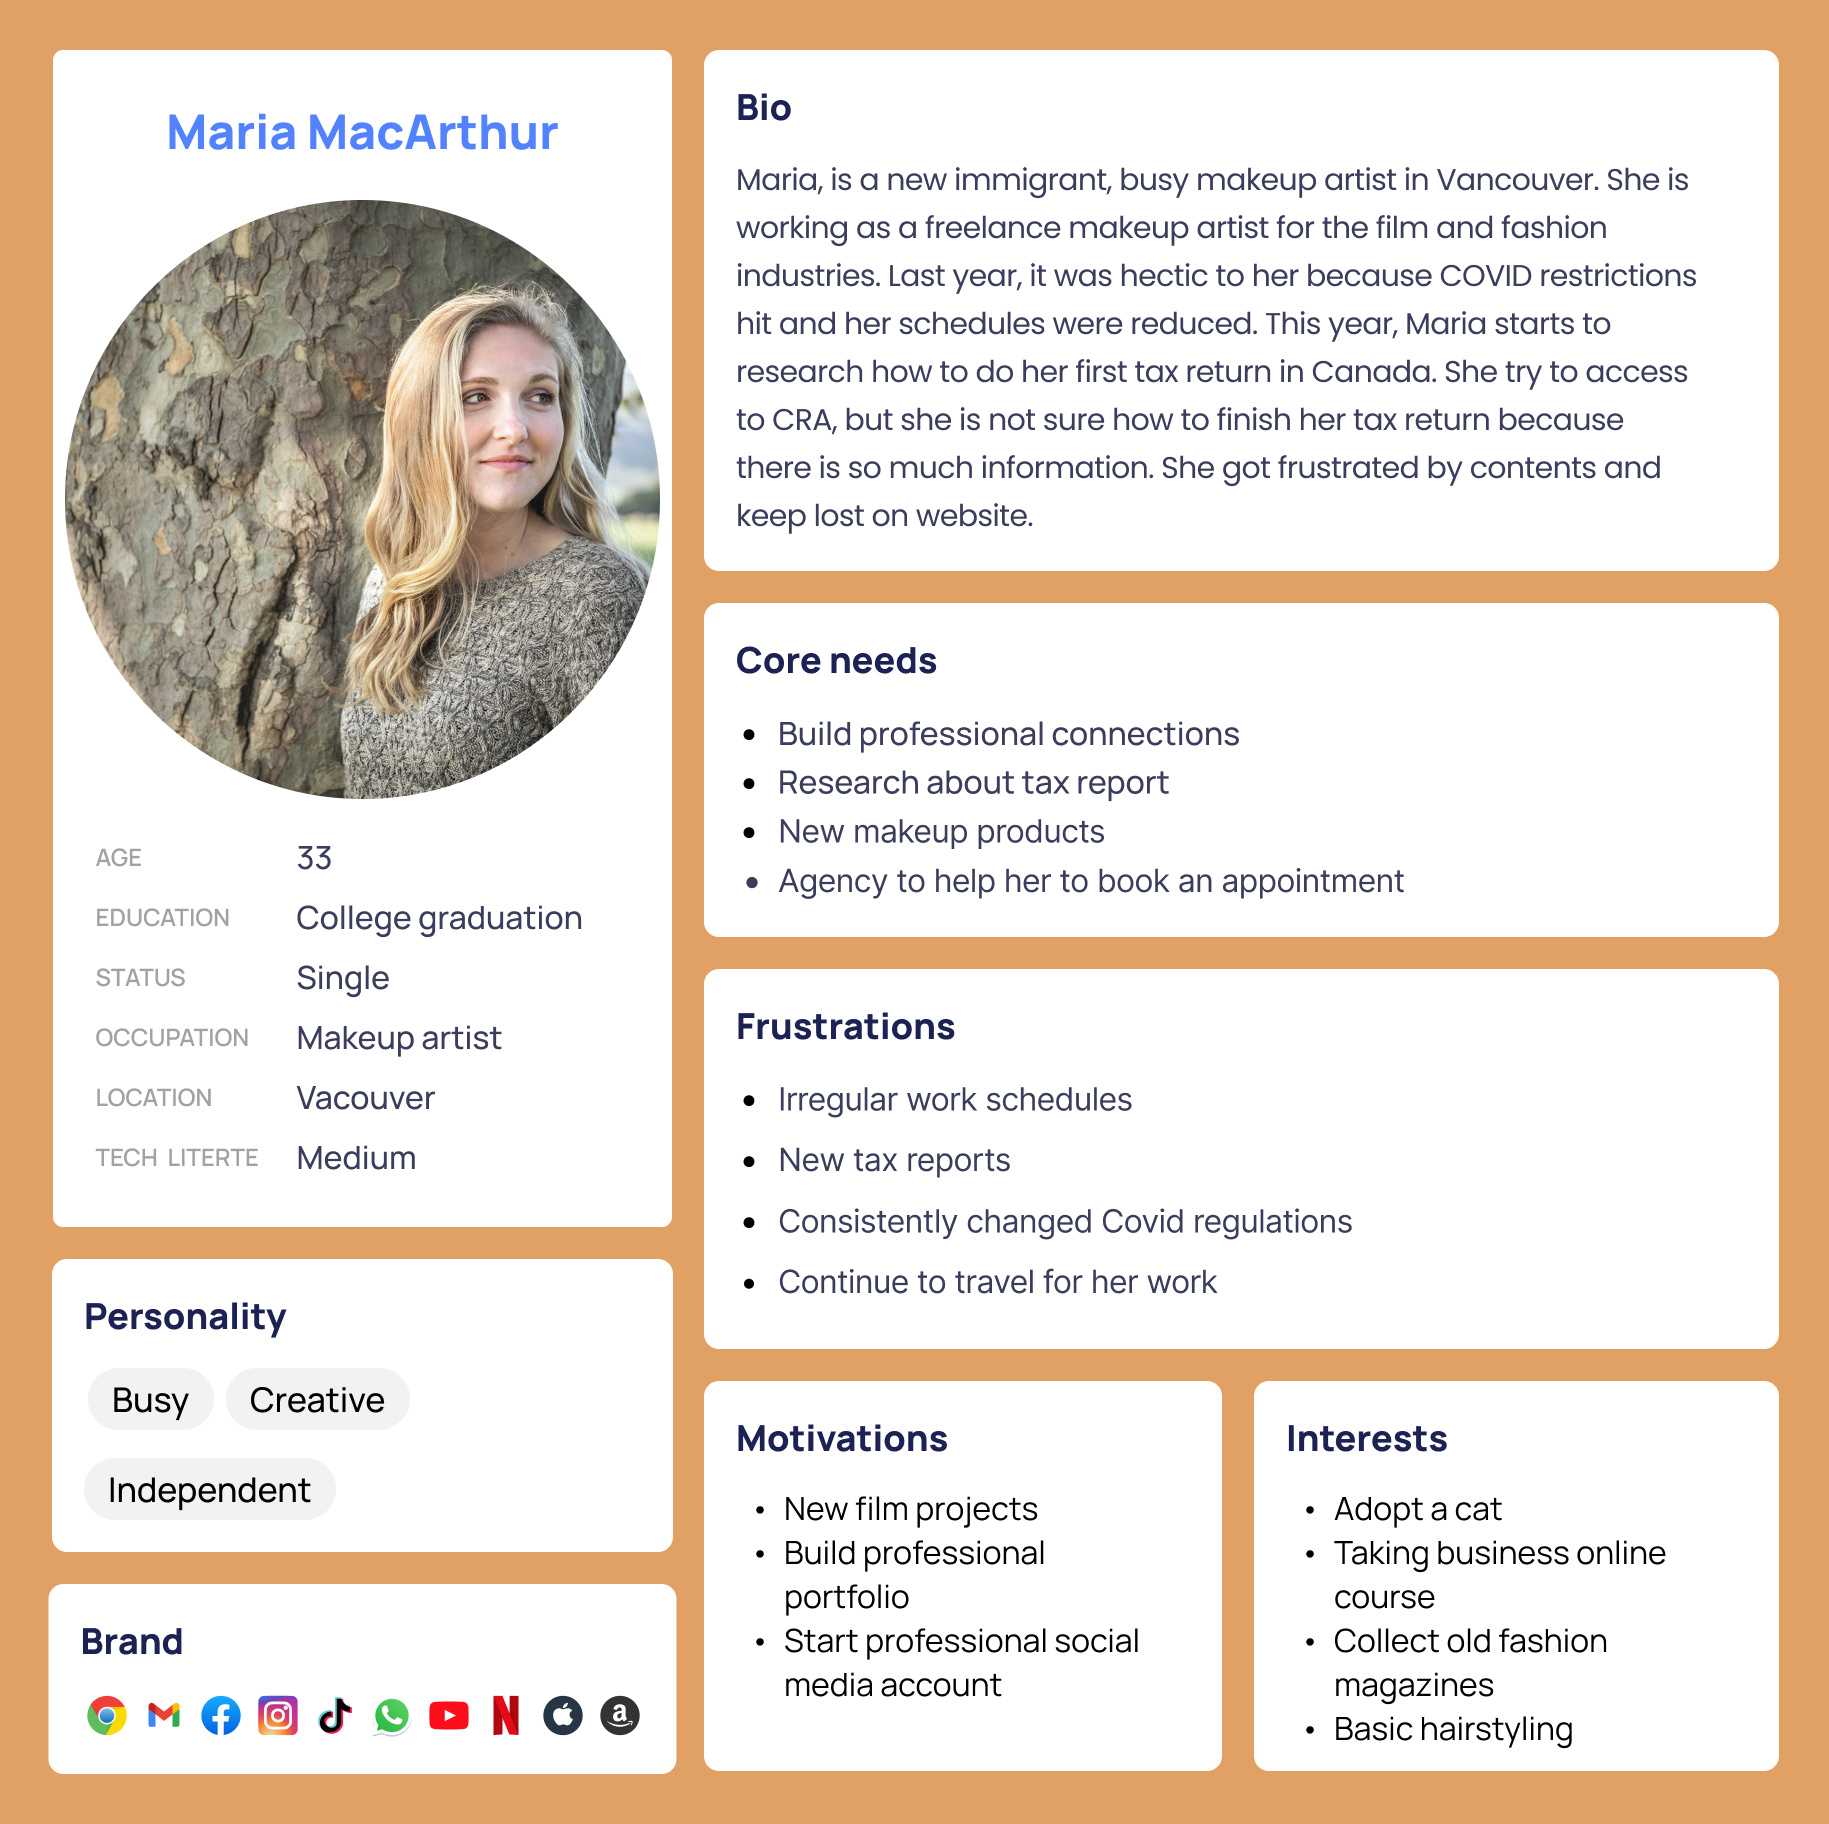 Maria MacArthur
AGE 33
EDUCATION College graduation
STATUS Single
OCCUPATION Makeup artist
LOCATION Vacouver
TECH LITERTE Medium
Personality
Busy Creative
Independent
Brand
Bio
Maria, is a new immigrant, busy makeup artist in Vancouver. She is
working as a freelance makeup artist for the film and fashion
industries. Last year, it was hectic to her because COVID restrictions
hit and her schedules were reduced. This year, Maria starts to
research how to do her first tax return in Canada. She try to access
to CRA, but she is not sure how to finish her tax return because
there is so much information. She got frustrated by contents and
keep lost on website.
Core needs
• Build professional connections
• Research about tax report
• New makeup products
• Agency to help her to book an appointment
Frustrations
• Irregular work schedules
• New tax reports
• Consistently changed Covid regulations
• Continue to travel for her work
Motivations
• New film projects
• Build professional
portfolio
• Start professional social
media account
Interests
• Adopt a cat
• Taking business online
course
• Collect old fashion
magazines
• Basic hairstyling